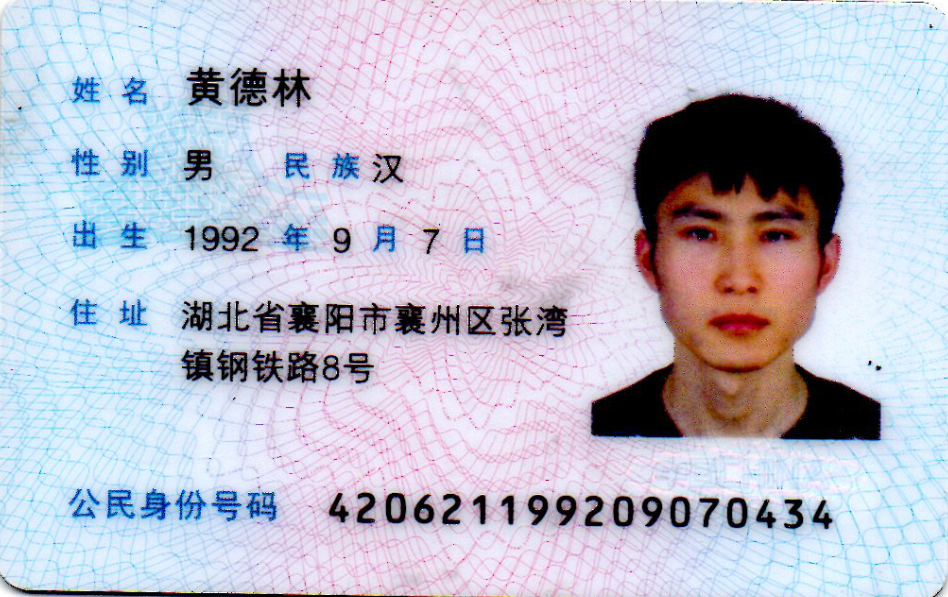 姓名 黄德林
性别 男 民族 汉
出生 1992 年 9 月 7 日
住址 湖北省襄阳市襄州区张湾
镇钢铁路8号
公民身份号码 420621199209070434